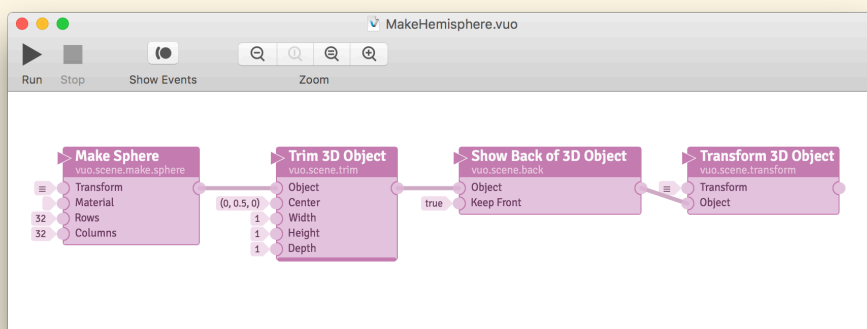 MakeHemisphere.vuo
Run Stop Show Events Zoom
Make Sphere
vuo.scene.make.sphere
Transform
Material
32 Rows
32 Columns
Trim 3D Object
vuo.scene.trim
Object
(0, 0.5, 0) Center
1 Width
1 Height
1 Depth
Show Back of 3D Object
vuo.scene.back
Object
true Keep Front
Transform 3D Object
vuo.scene.transform
Transform
Object